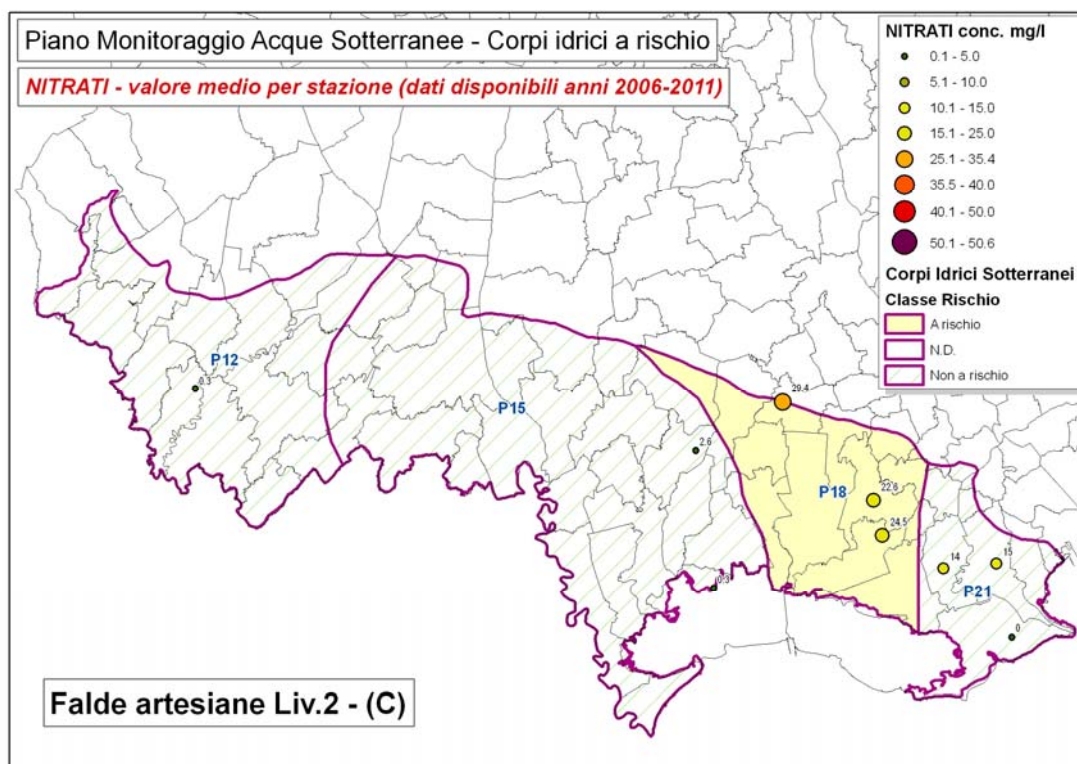 Piano Monitoraggio Acque Sotterranee - Corpi idrici a rischio
NITRATI - valore medio per stazione (dati disponibili anni 2006-2011)
NITRATI conc. mg/l
0.1 - 5.0
5.1 - 10.0
10.1 - 15.0
15.1 - 25.0
25.1 - 35.4
35.5 - 40.0
40.1 - 50.0
50.1 - 50.6
Corpi Idrici Sotterranei
Classe Rischio
A rischio
N.D.
Non a rischio
P12
0.3
P15
29.4
2.6
P18
22.6
24.5
14
15
0.3
P21
0
Falde artesiane Liv.2 - (C)